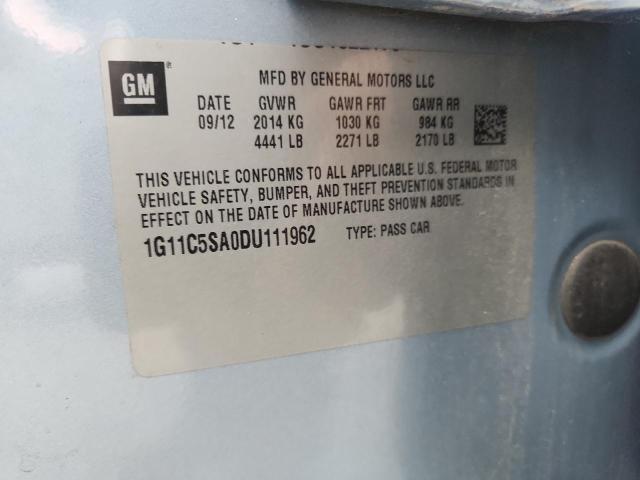 GM
MFD BY GENERAL MOTORS LLC
DATE GVWR GAWR FRT GAWR RR
09/12 2014 KG 1030 KG 984 KG
4441 LB 2271 LB 2170 LB
THIS VEHICLE CONFORMS TO ALL APPLICABLE U.S. FEDERAL MOTOR
VEHICLE SAFETY, BUMPER, AND THEFT PREVENTION STANDARDS IN
EFFECT ON THE DATE OF MANUFACTURE SHOWN ABOVE.
1G11C5SA0DU111962 TYPE: PASS CAR